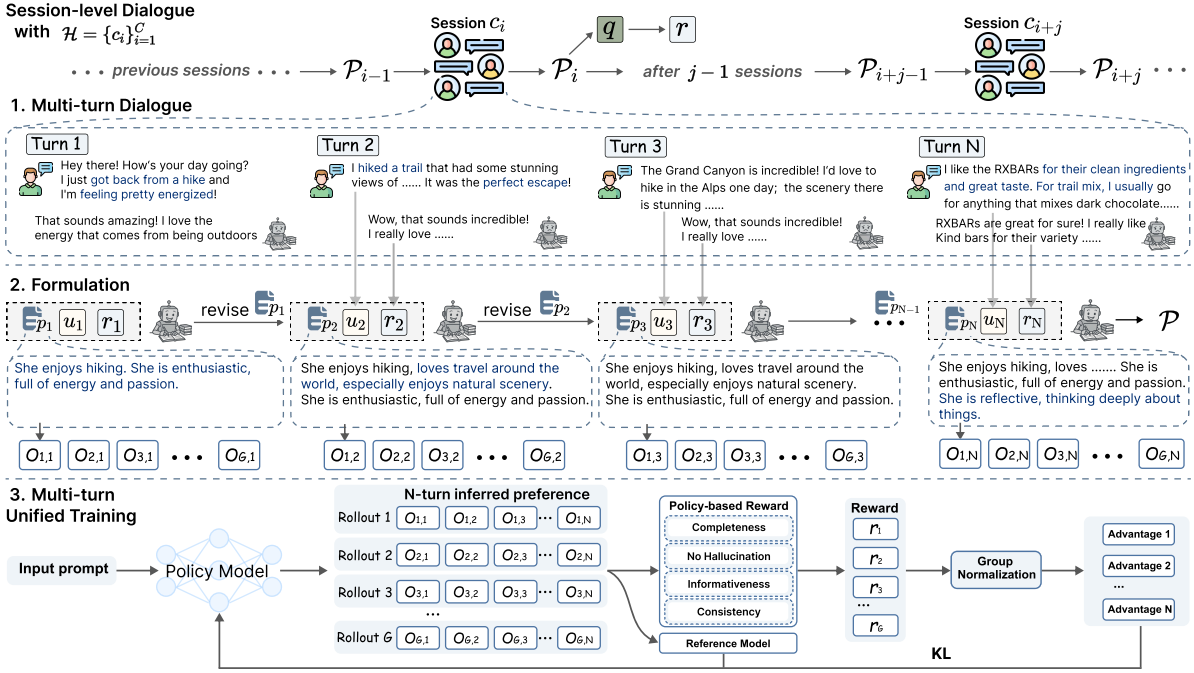 Session-level Dialogue
with H = {c_i}_{i=1}^C
• • • previous sessions • • •
P_{i−1}
Session c_i
P_i
q
r
after j − 1 sessions
P_{i+j−1}
Session c_{i+j}
P_{i+j} • • •
1. Multi-turn Dialogue
Turn 1
Hey there! How's your day going?
I just got back from a hike and
I'm feeling pretty energized!
That sounds amazing! I love the
energy that comes from being outdoors
Turn 2
I hiked a trail that had some stunning
views of ...... It was the perfect escape!
Wow, that sounds incredible!
I really love ......
Turn 3
The Grand Canyon is incredible! I'd love to
hike in the Alps one day; the scenery there
is stunning ......
Wow, that sounds incredible!
I really love ......
Turn N
I like the RXBARS for their clean ingredients
and great taste. For trail mix, I usually go
for anything that mixes dark chocolate......
RXBARs are great for sure! I really like
Kind bars for their variety ......
2. Formulation
p_1 u_1 r_1
revise p_1
p_2 u_2 r_2
revise p_2
p_3 u_3 r_3
p_{N−1}
• • •
p_N u_N r_N
P
She enjoys hiking. She is enthusiastic,
full of energy and passion.
She enjoys hiking, loves travel around the
world, especially enjoys natural scenery.
She is enthusiastic, full of energy and passion.
She enjoys hiking, loves travel around the
world, especially enjoys natural scenery.
She is enthusiastic, full of energy and passion.
She enjoys hiking, loves ....... She is
enthusiastic, full of energy and passion.
She is reflective, thinking deeply about
things.
O_{1,1} O_{2,1} O_{3,1} • • • O_{G,1}
O_{1,2} O_{2,2} O_{3,2} • • • O_{G,2}
O_{1,3} O_{2,3} O_{3,3} • • • O_{G,3}
O_{1,N} O_{2,N} O_{3,N} • • • O_{G,N}
3. Multi-turn
Unified Training
Input prompt
Policy Model
N-turn inferred preference
Rollout 1 O_{1,1} O_{1,2} O_{1,3} ••• O_{1,N}
Rollout 2 O_{2,1} O_{2,2} O_{2,3} ••• O_{2,N}
Rollout 3 O_{3,1} O_{3,2} O_{3,3} ••• O_{3,N}
...
Rollout G O_{G,1} O_{G,2} O_{G,3} ••• O_{G,N}
Policy-based Reward
Completeness
No Hallucination
Informativeness
Consistency
Reference Model
Reward
r_1
r_2
r_3
...
r_G
Group
Normalization
Advantage 1
Advantage 2
...
Advantage N
KL